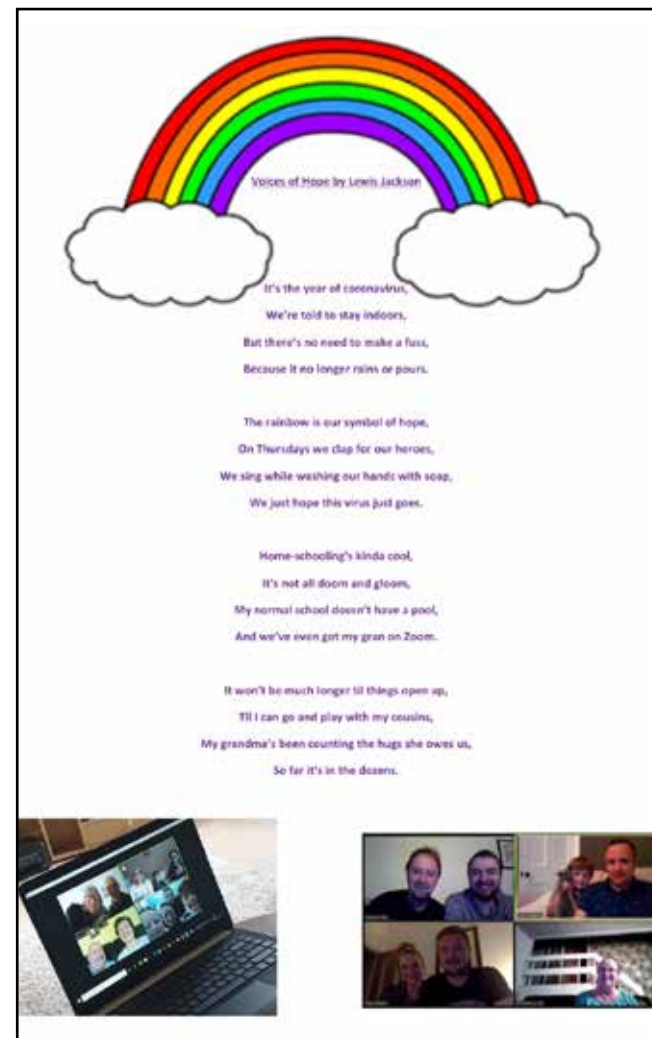 Voices of Hope by Lewis Jackson
It's the year of coronavirus,
We're told to stay indoors,
But there's no need to make a fuss,
Because it no longer rains or pours.
The rainbow is our symbol of hope,
On Thursdays we clap for our heroes,
We sing while washing our hands with soap,
We just hope this virus just goes.
Home-schooling's kinda cool,
It's not all doom and gloom,
My normal school doesn't have a pool,
And we've even got my gran on Zoom.
It won't be much longer til things open up,
Til I can go and play with my cousins,
My grandma's been counting the hugs she owes us,
So far it's in the dozens.